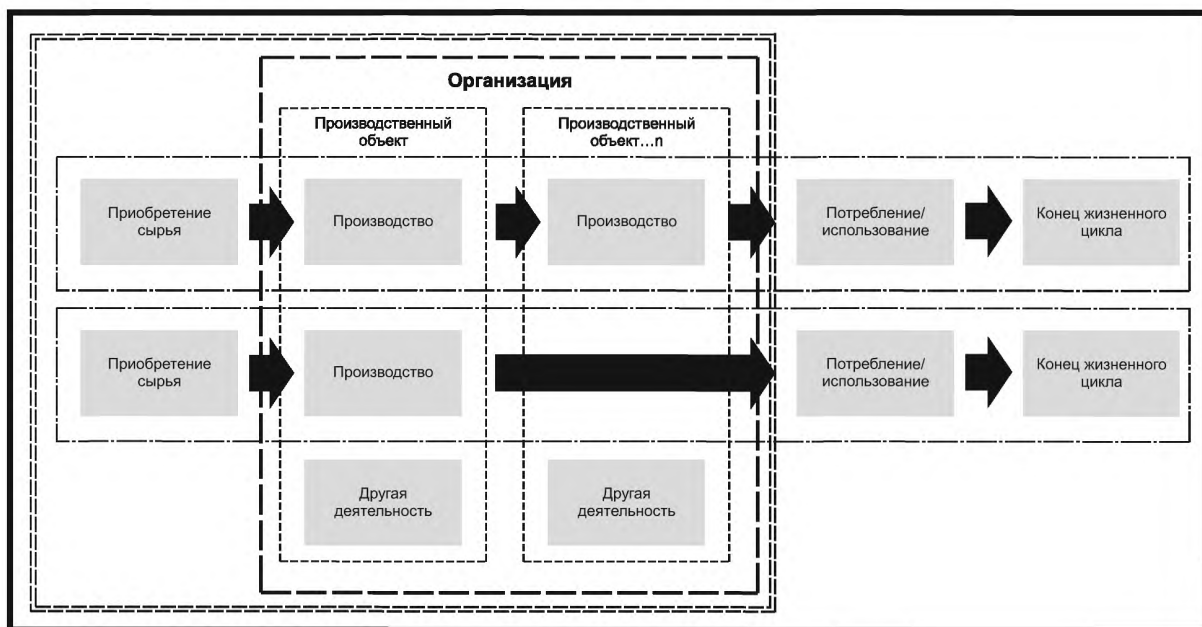 Организация
Производственный
объект
Производственный
объект...n
Приобретение
сырья
Производство
Производство
Потребление/
использование
Конец жизненного
цикла
Приобретение
сырья
Производство
Потребление/
использование
Конец жизненного
цикла
Другая
деятельность
Другая
деятельность